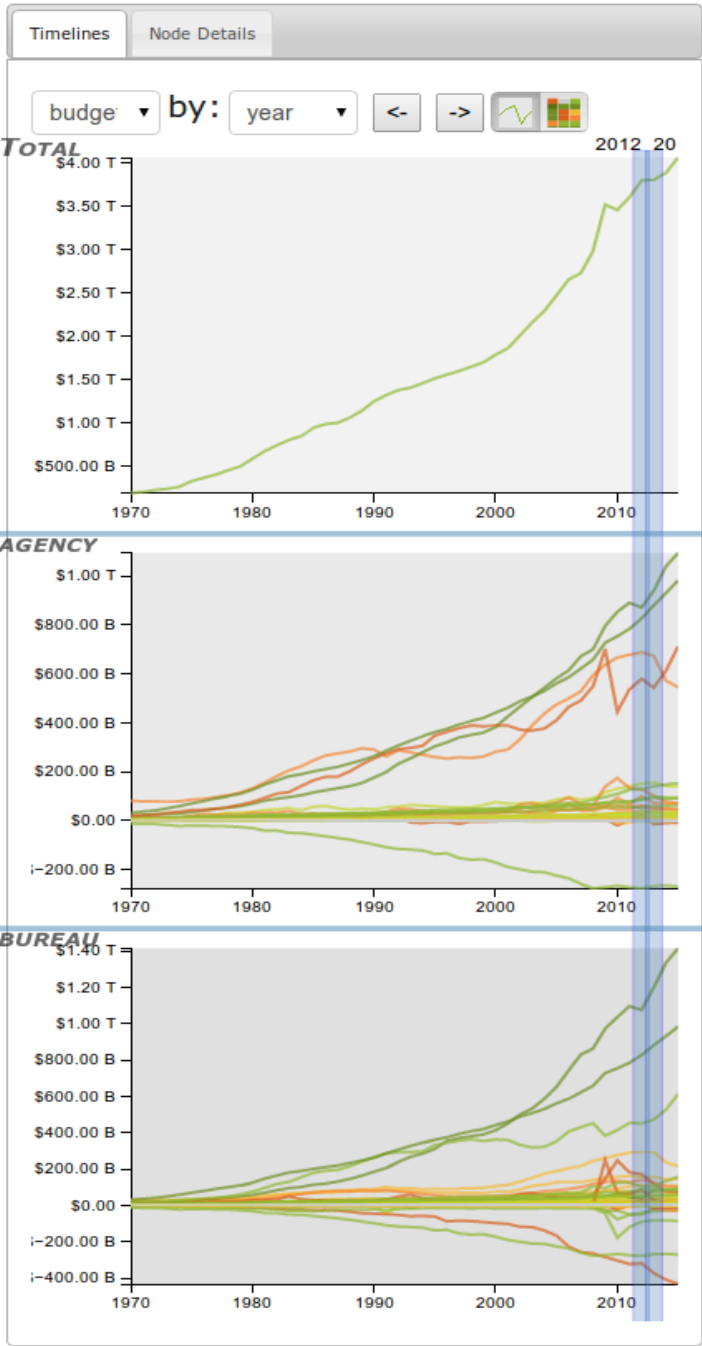 Timelines Node Details
budge by: year <- ->
TOTAL 2012 20
$4.00 T
$3.50 T
$3.00 T
$2.50 T
$2.00 T
$1.50 T
$1.00 T
$500.00 B
1970 1980 1990 2000 2010
AGENCY
$1.00 T
$800.00 B
$600.00 B
$400.00 B
$200.00 B
$0.00
$−200.00 B
1970 1980 1990 2000 2010
BUREAU
$1.40 T
$1.20 T
$1.00 T
$800.00 B
$600.00 B
$400.00 B
$200.00 B
$0.00
$−200.00 B
$−400.00 B
1970 1980 1990 2000 2010